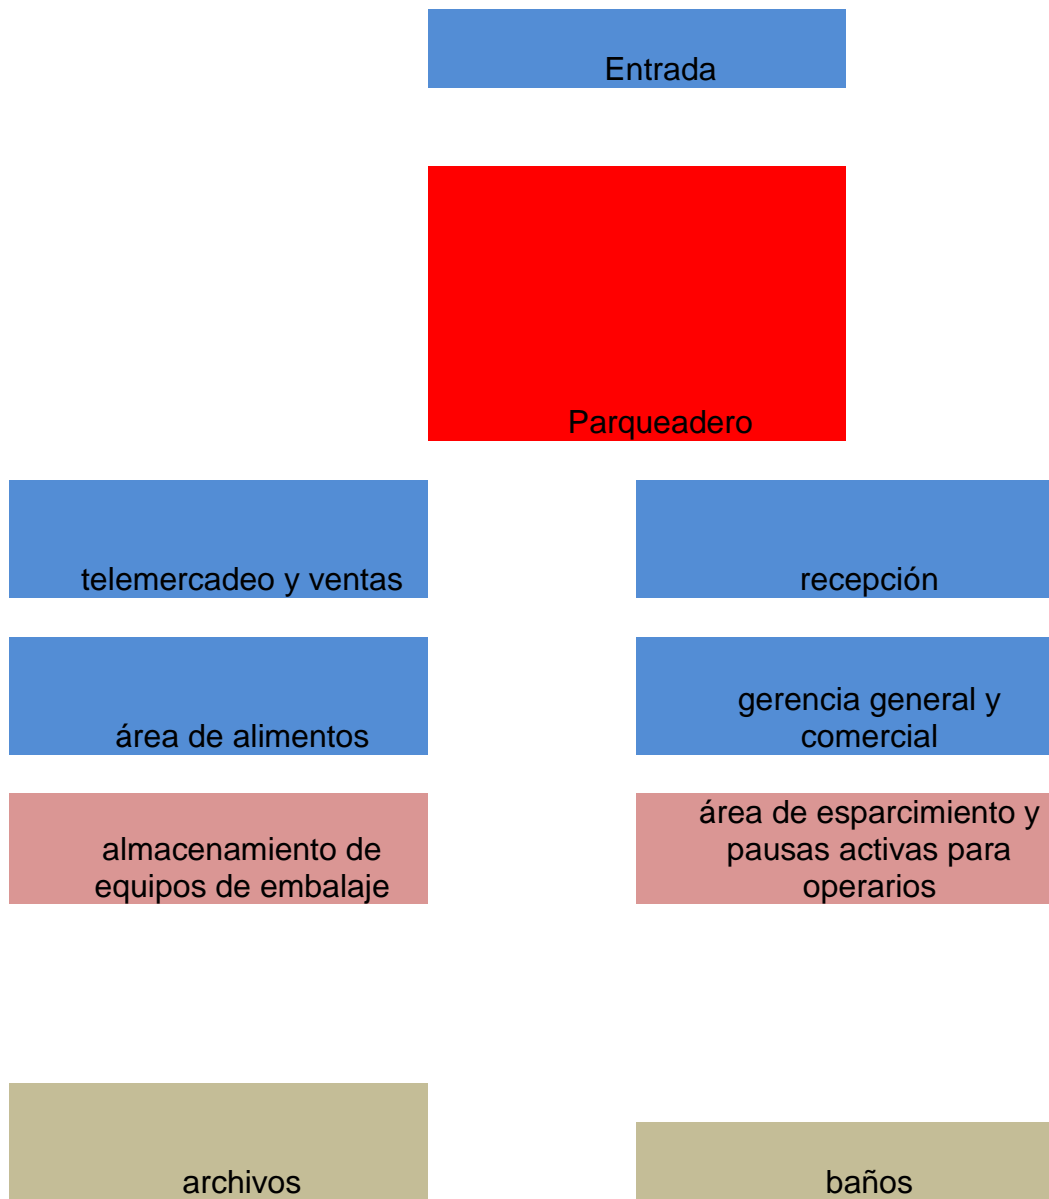 Entrada
Parqueadero
telemercadeo y ventas
recepción
área de alimentos
gerencia general y
comercial
almacenamiento de
equipos de embalaje
área de esparcimiento y
pausas activas para
operarios
archivos
baños